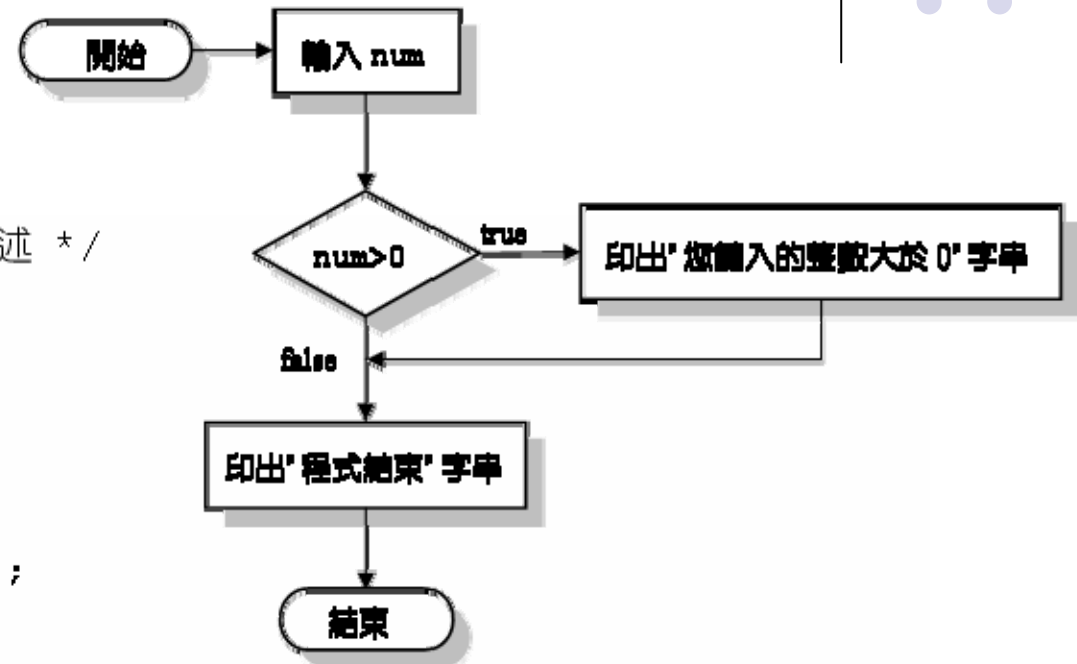 開始
輸入 num
述 */
num>0
true
印出"您輸入的整數大於 0"字串
false
印出"程式結束"字串
;
結束